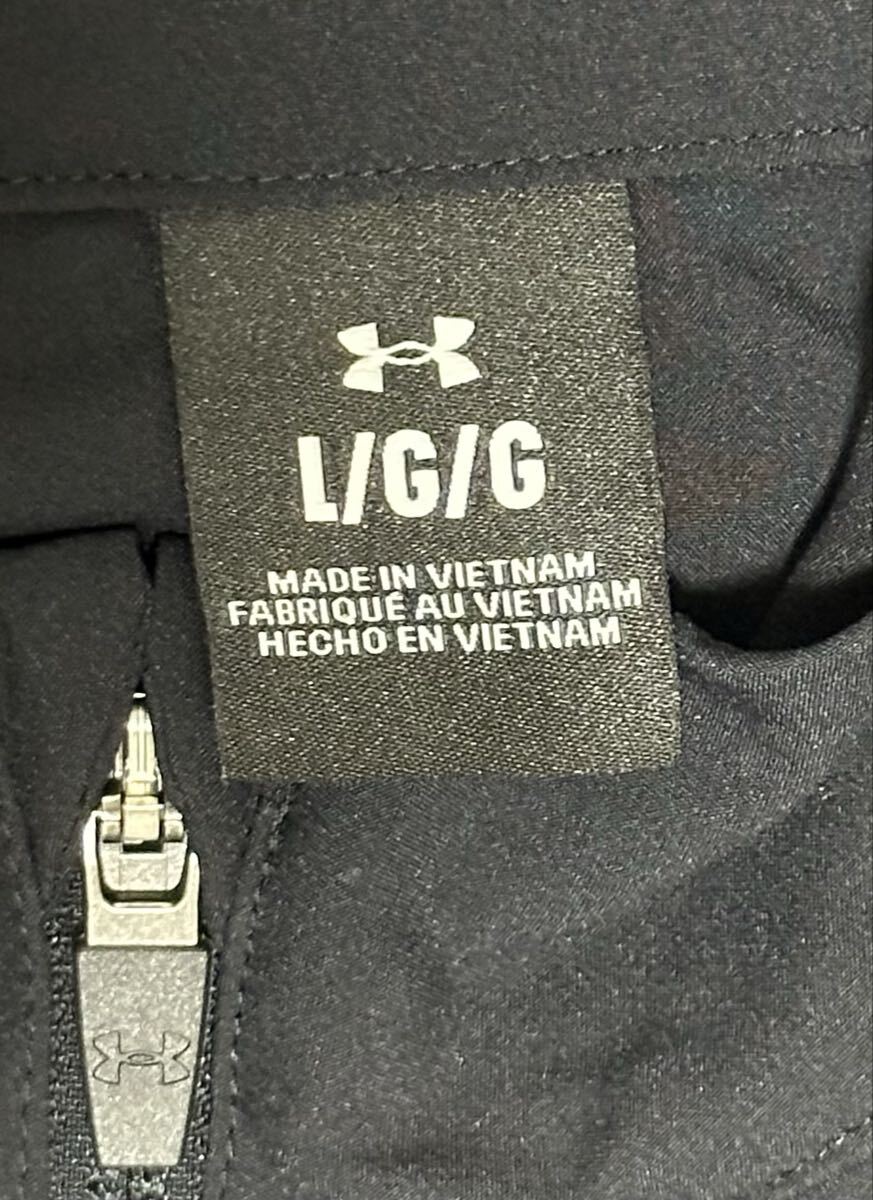 L/G/G
MADE IN VIETNAM
FABRIQUÉ AU VIETNAM
HECHO EN VIETNAM